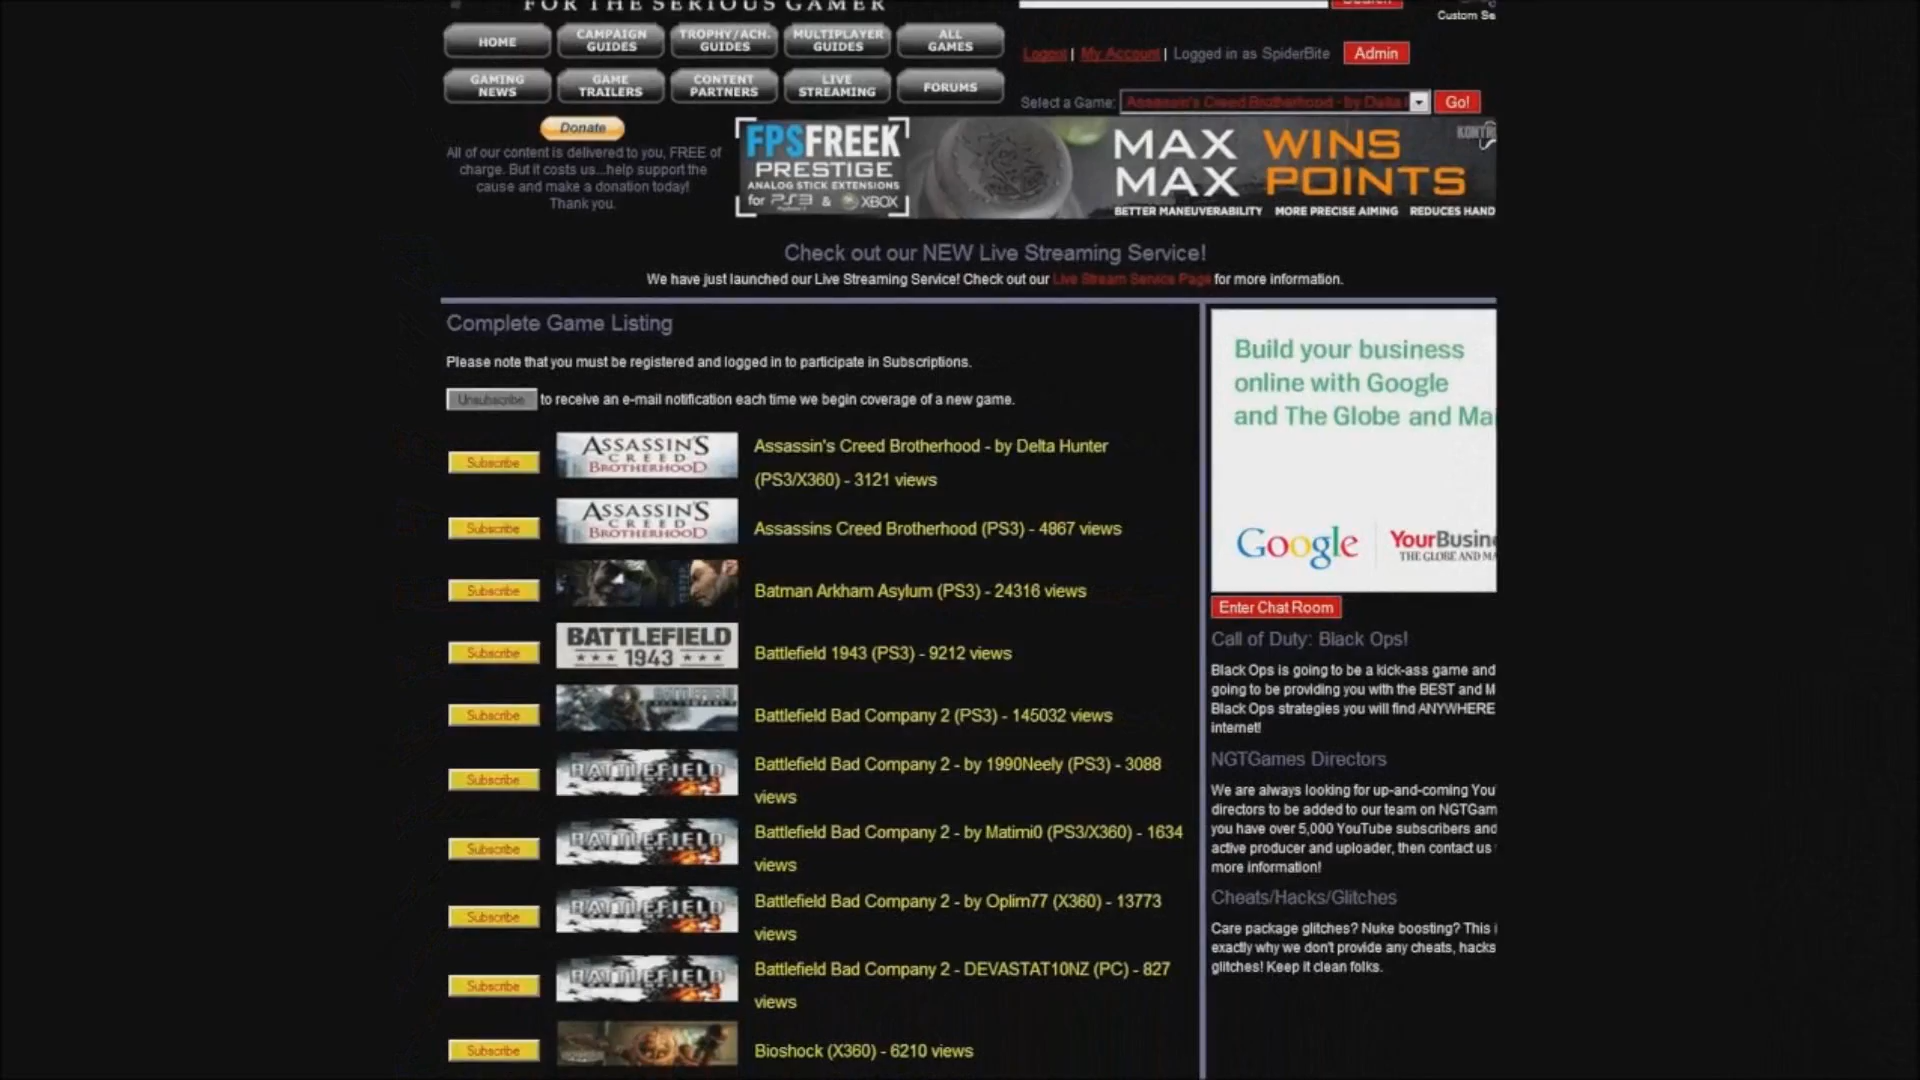 FOR THE SERIOUS GAMER
Search
Custom Se
HOME
CAMPAIGN GUIDES
TROPHY/ACH. GUIDES
MULTIPLAYER GUIDES
ALL GAMES
Logout | My Account | Logged in as SpiderBite Admin
GAMING NEWS
GAME TRAILERS
CONTENT PARTNERS
LIVE STREAMING
FORUMS
Select a Game: Assassin's Creed Brotherhood - by Delta Go!
Donate
All of our content is delivered to you, FREE of
charge. But it costs us...help support the
cause and make a donation today!
Thank you.
FPSFREEK
PRESTIGE
ANALOG STICK EXTENSIONS
for PS3 & XBOX
MAX WINS
MAX POINTS
BETTER MANEUVERABILITY MORE PRECISE AIMING REDUCES HAND
KONTR
Check out our NEW Live Streaming Service!
We have just launched our Live Streaming Service! Check out our Live Stream Service Page for more information.
Complete Game Listing
Please note that you must be registered and logged in to participate in Subscriptions.
Unsubscribe to receive an e-mail notification each time we begin coverage of a new game.
Subscribe
ASSASSIN'S
CREED
BROTHERHOOD
Assassin's Creed Brotherhood - by Delta Hunter
(PS3/X360) - 3121 views
Subscribe
ASSASSIN'S
CREED
BROTHERHOOD
Assassins Creed Brotherhood (PS3) - 4867 views
Subscribe
Batman Arkham Asylum (PS3) - 24316 views
Subscribe
BATTLEFIELD
1943
Battlefield 1943 (PS3) - 9212 views
Subscribe
BATTLEFIELD
Battlefield Bad Company 2 (PS3) - 145032 views
Subscribe
BATTLEFIELD
Battlefield Bad Company 2 - by 1990Neely (PS3) - 3088
views
Subscribe
BATTLEFIELD
Battlefield Bad Company 2 - by Matimi0 (PS3/X360) - 1634
views
Subscribe
BATTLEFIELD
Battlefield Bad Company 2 - by Oplim77 (X360) - 13773
views
Subscribe
BATTLEFIELD
Battlefield Bad Company 2 - DEVASTAT10NZ (PC) - 827
views
Subscribe
Bioshock (X360) - 6210 views
Build your business
online with Google
and The Globe and Mai
Google
YourBusin
THE GLOBE AND MA
Enter Chat Room
Call of Duty: Black Ops!
Black Ops is going to be a kick-ass game and
going to be providing you with the BEST and M
Black Ops strategies you will find ANYWHERE
internet!
NGTGames Directors
We are always looking for up-and-coming You
directors to be added to our team on NGTGam
you have over 5,000 YouTube subscribers and
active producer and uploader, then contact us
more information!
Cheats/Hacks/Glitches
Care package glitches? Nuke boosting? This i
exactly why we don't provide any cheats, hacks
glitches! Keep it clean folks.